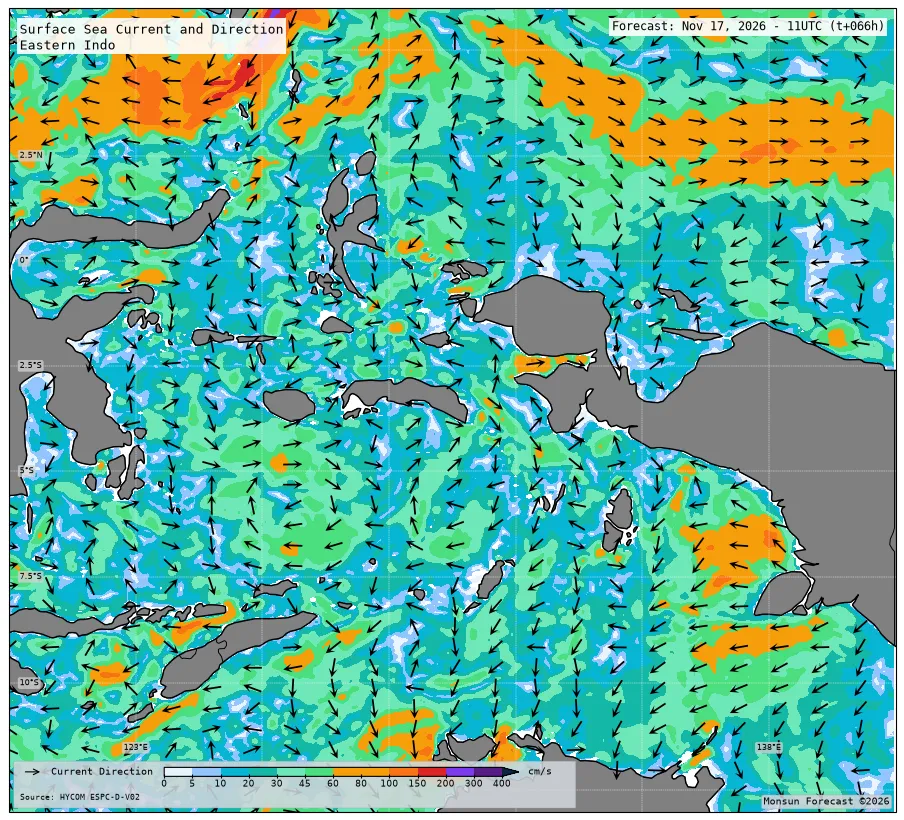 Surface Sea Current and Direction
Eastern Indo
Forecast: Nov 17, 2026 - 11UTC (t+066h)
2.5°N
0°
2.5°S
5°S
7.5°S
10°S
123°E
138°E
Current Direction
0 5 10 20 30 45 60 80 100 150 200 300 400
cm/s
Source: HYCOM ESPC-D-V02
Monsun Forecast ©2026